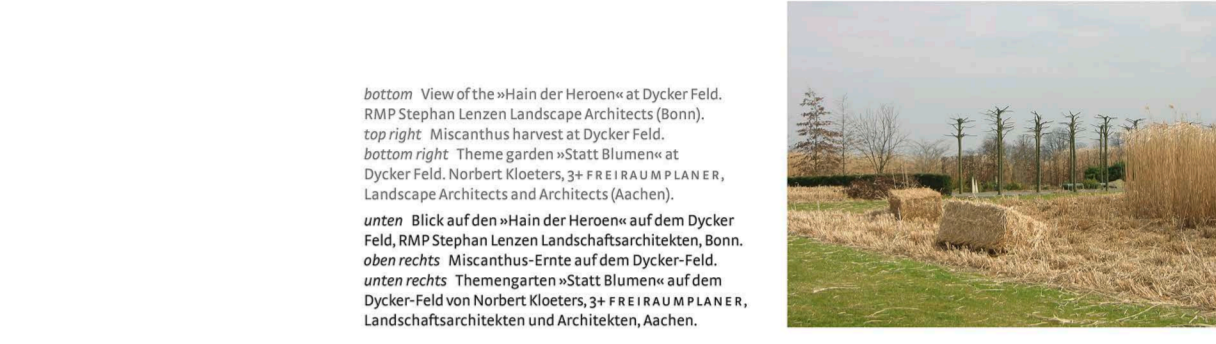 bottom View of the »Hain der Heroen« at Dycker Feld.
RMP Stephan Lenzen Landscape Architects (Bonn).
top right Miscanthus harvest at Dycker Feld.
bottom right Theme garden »Statt Blumen« at
Dycker Feld. Norbert Kloeters, 3+ FREIRAUMPLANER,
Landscape Architects and Architects (Aachen).
unten Blick auf den »Hain der Heroen« auf dem Dycker
Feld, RMP Stephan Lenzen Landschaftsarchitekten, Bonn.
oben rechts Miscanthus-Ernte auf dem Dycker-Feld.
unten rechts Themengarten »Statt Blumen« auf dem
Dycker-Feld von Norbert Kloeters, 3+ FREIRAUMPLANER,
Landschaftsarchitekten und Architekten, Aachen.